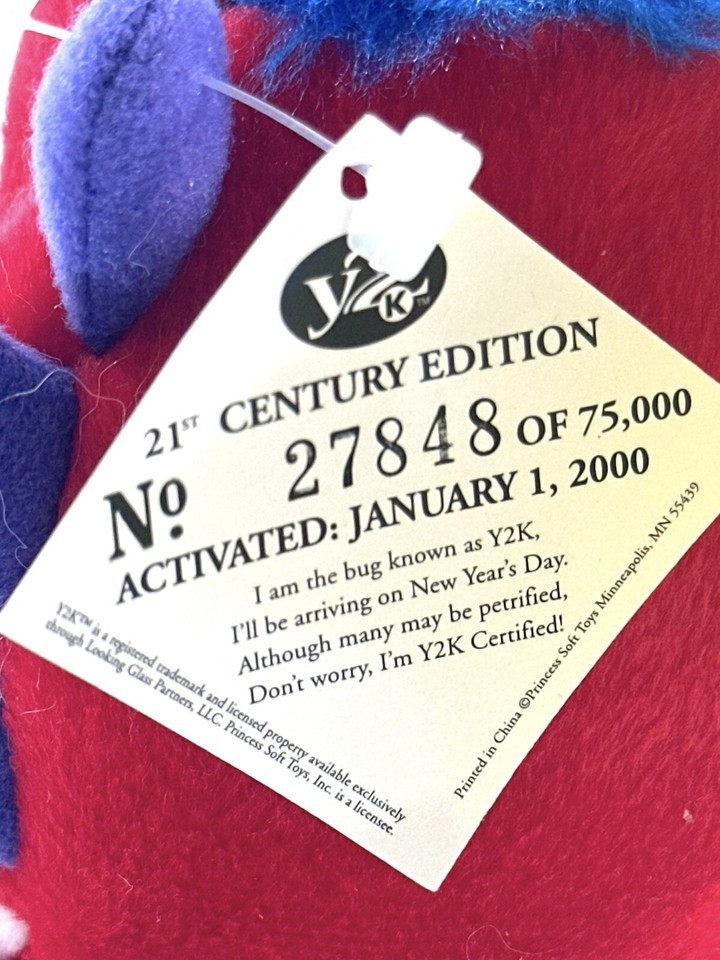 y2K™
21ST CENTURY EDITION
Nº 27848 OF 75,000
ACTIVATED: JANUARY 1, 2000
I am the bug known as Y2K,
I'll be arriving on New Year's Day.
Although many may be petrified,
Don't worry, I'm Y2K Certified!
Y2K™ is a registered trademark and licensed property available exclusively
through Looking Glass Partners, LLC. Princess Soft Toys, Inc. is a licensee.
Printed in China ©Princess Soft Toys Minneapolis, MN 55439